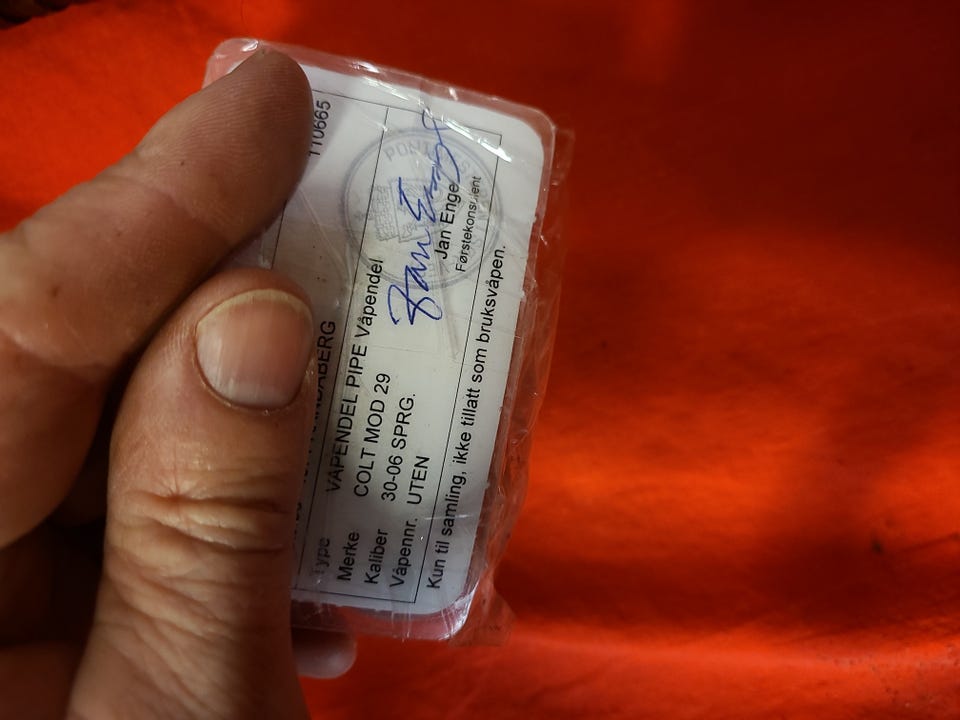 110665
Type VÅPENDEL PIPE Våpendel
Merke COLT MOD 29
Kaliber 30-06 SPRG.
Våpennr. UTEN
Jan Enge
Førstekonsulent
Kun til samling, ikke tillatt som bruksvåpen.